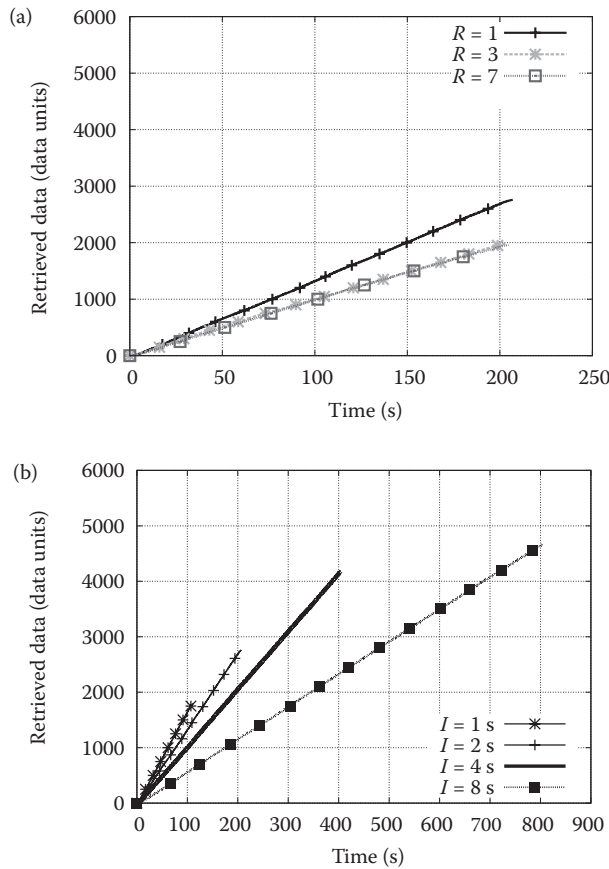 (a)
6000
5000
4000
3000
2000
1000
0
Retrieved data (data units)
R = 1
R = 3
R = 7
0
50
100
150
200
250
Time (s)
(b)
6000
5000
4000
3000
2000
1000
0
Retrieved data (data units)
I = 1 s
I = 2 s
I = 4 s
I = 8 s
0
100
200
300
400
500
600
700
800
900
Time (s)